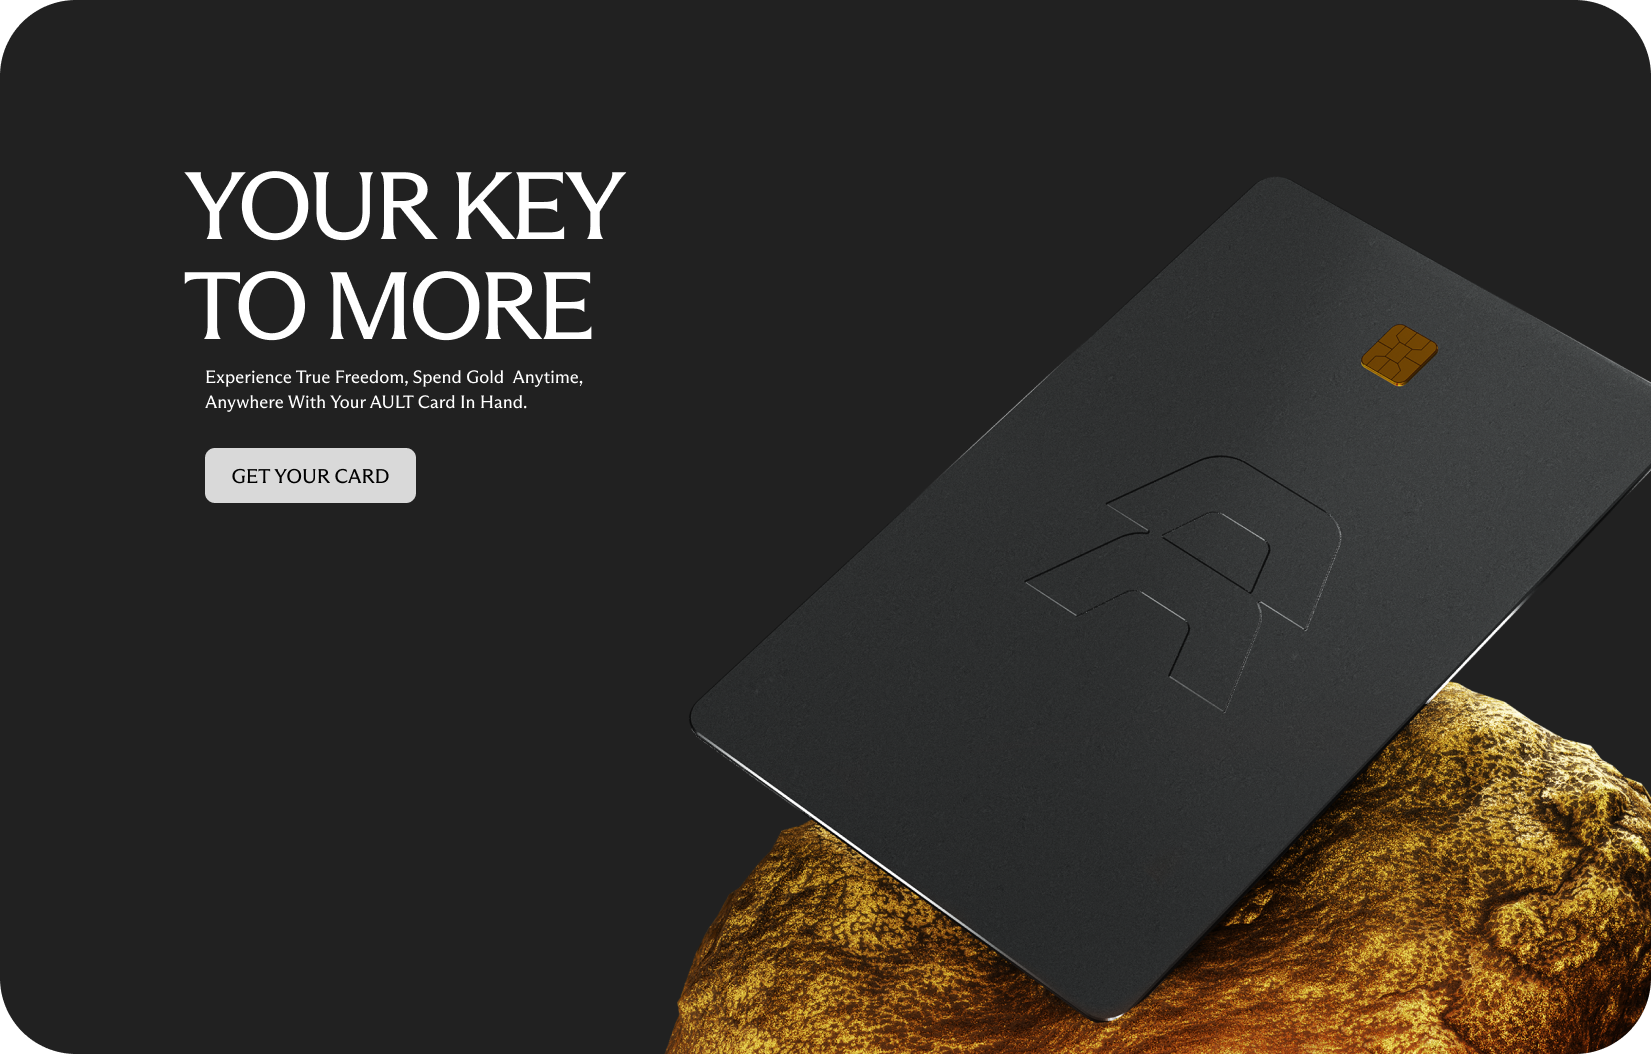 YOUR KEY
TO MORE
Experience True Freedom, Spend Gold  Anytime,
Anywhere With Your AULT Card In Hand.
GET YOUR CARD